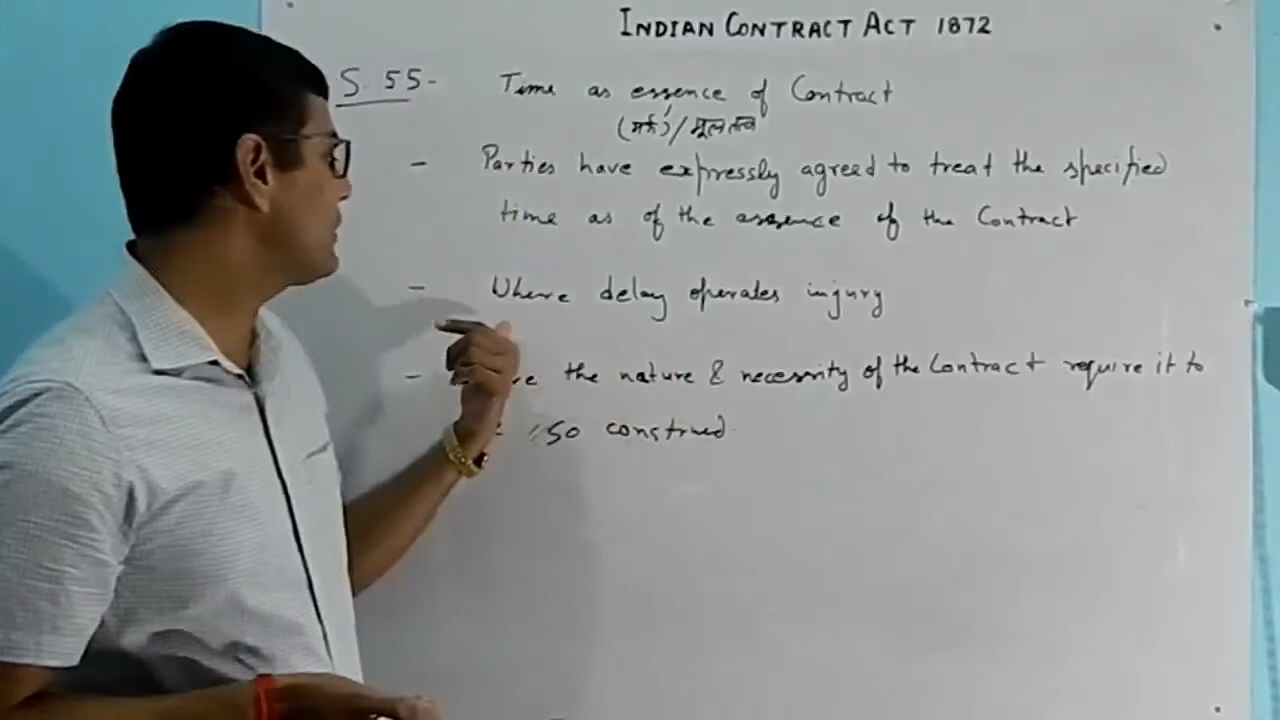 INDIAN CONTRACT ACT 1872
S. 55- Time as essence of Contract
(मर्म)/मूलतत्व
- Parties have expressly agreed to treat the specified
time as of the essence of the Contract
- Where delay operates injury
- the nature & necessity of the Contract require it to
so construed